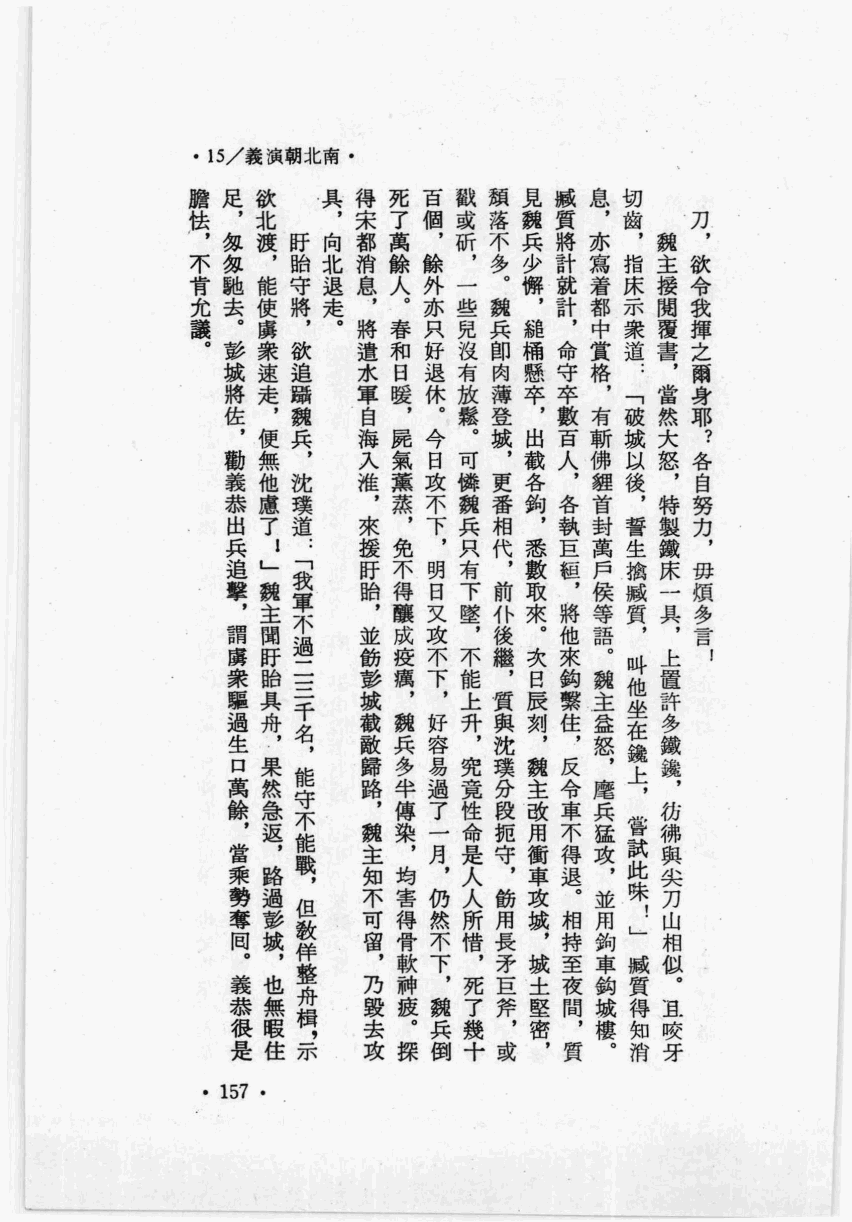 ·15/義演朝北南·
刀，欲令我揮之爾身耶？各自努力，毋煩多言！
魏主接閱覆書，當然大怒，特製鐵床一具，上置許多鐵鑱，彷彿與尖刀山相似。且咬牙
切齒，指床示衆道：「破城以後，誓生擒臧質，叫他坐在鑱上，嘗試此味！」臧質得知消
息，亦寫着都中賞格，有斬佛貍首封萬戶侯等語。魏主益怒，麾兵猛攻，並用鉤車鈎城樓。
臧質將計就計，命守卒數百人，各執巨絙，將他來鈎繫住，反令車不得退。相持至夜間，質
見魏兵少懈，縋桶懸卒，出截各鉤，悉數取來。次日辰刻，魏主改用衝車攻城，城土堅密，
頹落不多。魏兵卽肉薄登城，更番相代，前仆後繼，質與沈璞分段扼守，飭用長矛巨斧，或
戳或斫，一些兒沒有放鬆。可憐魏兵只有下墜，不能上升，究竟性命是人人所惜，死了幾十
百個，餘外亦只好退休。今日攻不下，明日又攻不下，好容易過了一月，仍然不下，魏兵倒
死了萬餘人。春和日暖，屍氣薰蒸，免不得釀成疫癘，魏兵多半傳染，均害得骨軟神疲。探
得宋都消息，將遣水軍自海入淮，來援盱眙，並飭彭城截敵歸路，魏主知不可留，乃毀去攻
具，向北退走。
盱眙守將，欲追躡魏兵，沈璞道：「我軍不過二三千名，能守不能戰，但敎佯整舟楫，示
欲北渡，能使虜衆速走，便無他慮了！」魏主聞盱眙具舟，果然急返，路過彭城，也無暇住
足，匆匆馳去。彭城將佐，勸義恭出兵追擊，謂虜衆驅過生口萬餘，當乘勢奪回。義恭很是
膽怯，不肯允議。
·157·